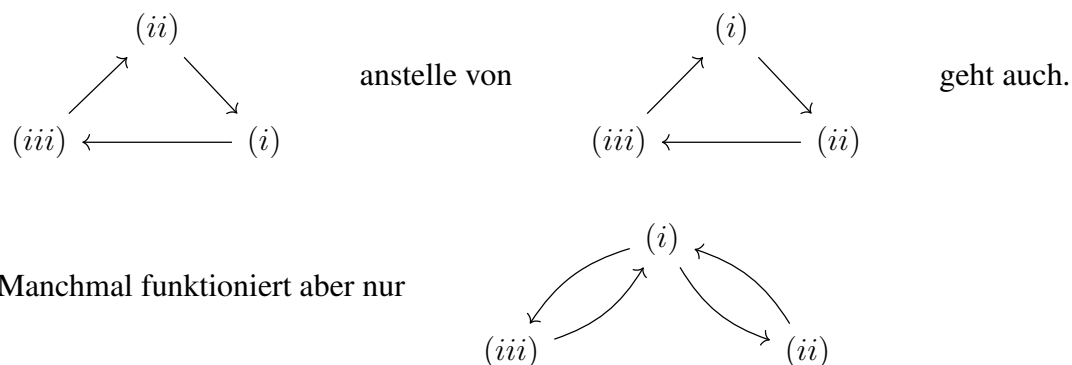 (ii) (i)
anstelle von geht auch.
(iii) (i) (iii) (ii)
(i)
Manchmal funktioniert aber nur
(iii) (ii)